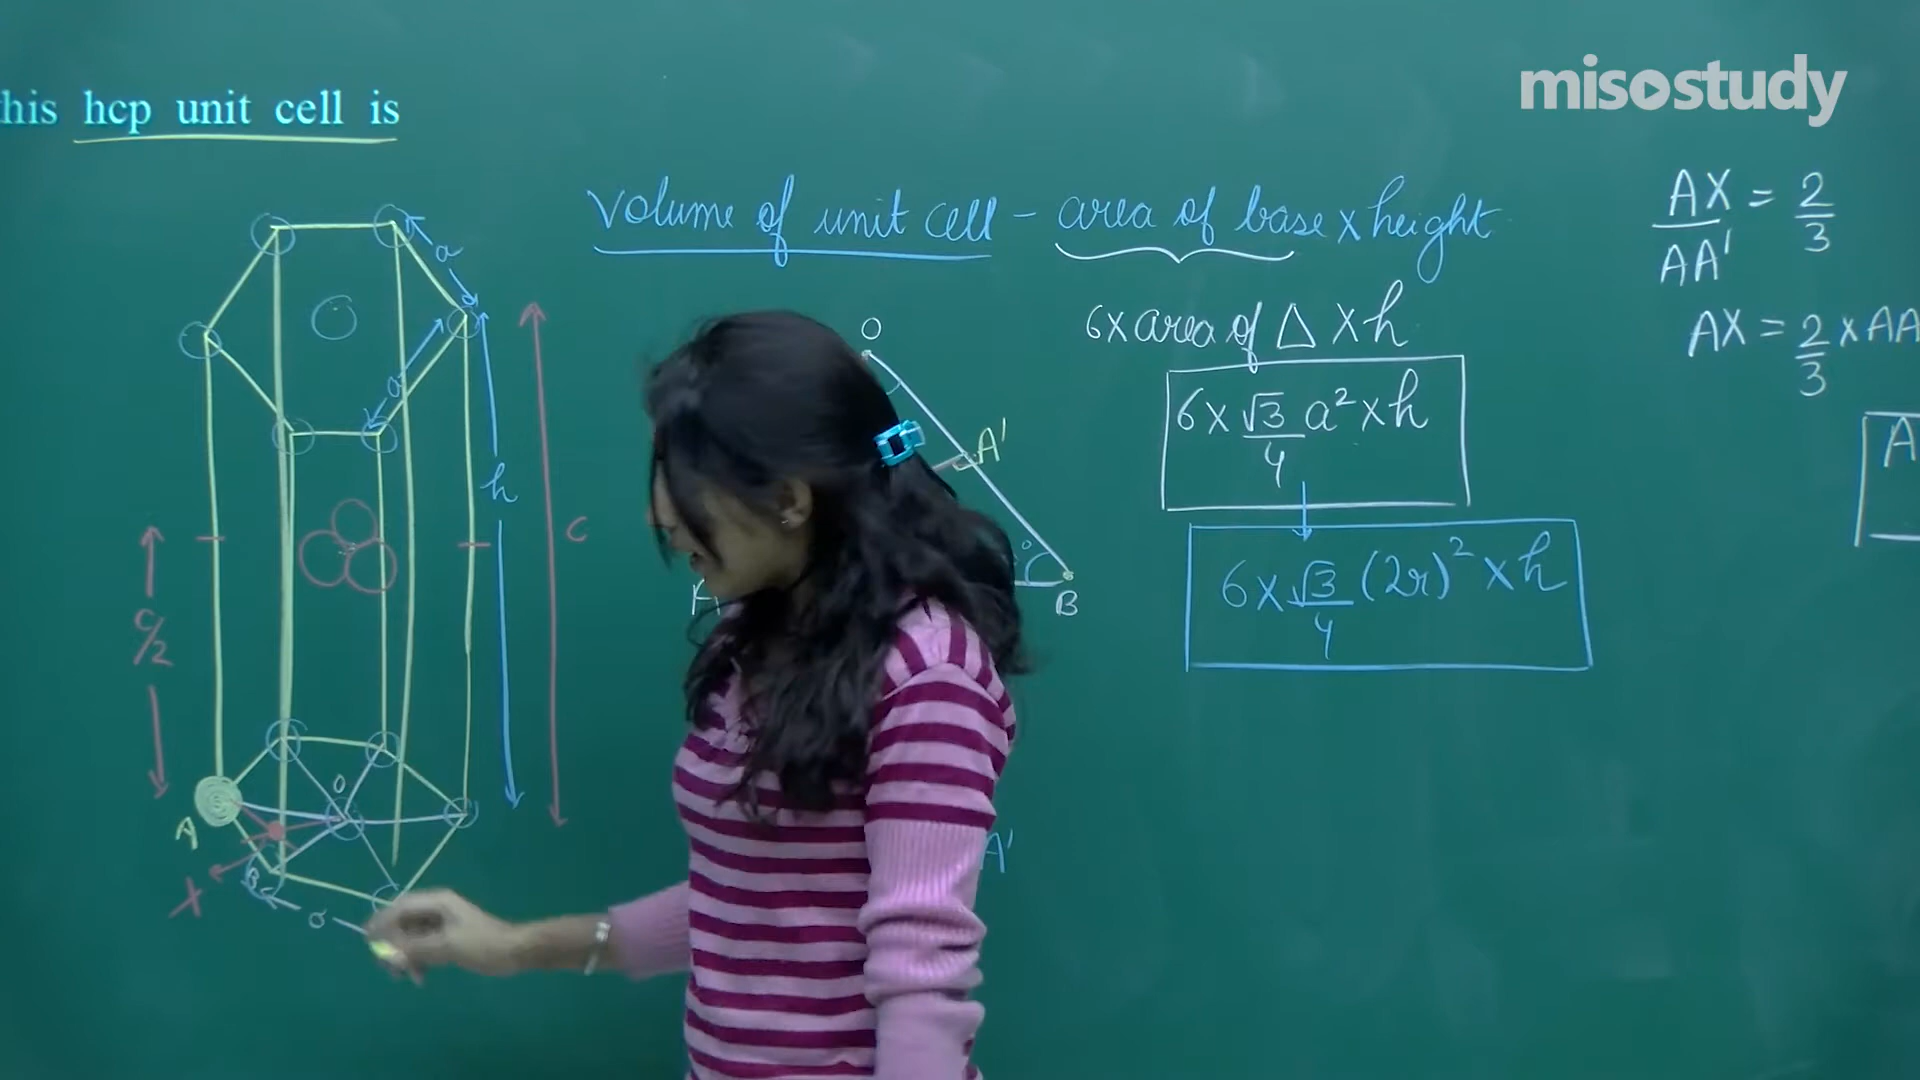 misostudy
this hcp unit cell is
Volume of unit cell - area of base x height
6 x area of △ x h
6 x √3/4 a² x h
6 x √3/4 (2r)² x h
AX/AA' = 2/3
AX = 2/3 x AA
A
a
a
h
c
c/2
O
A
B
X
a
O
A'
B
A'